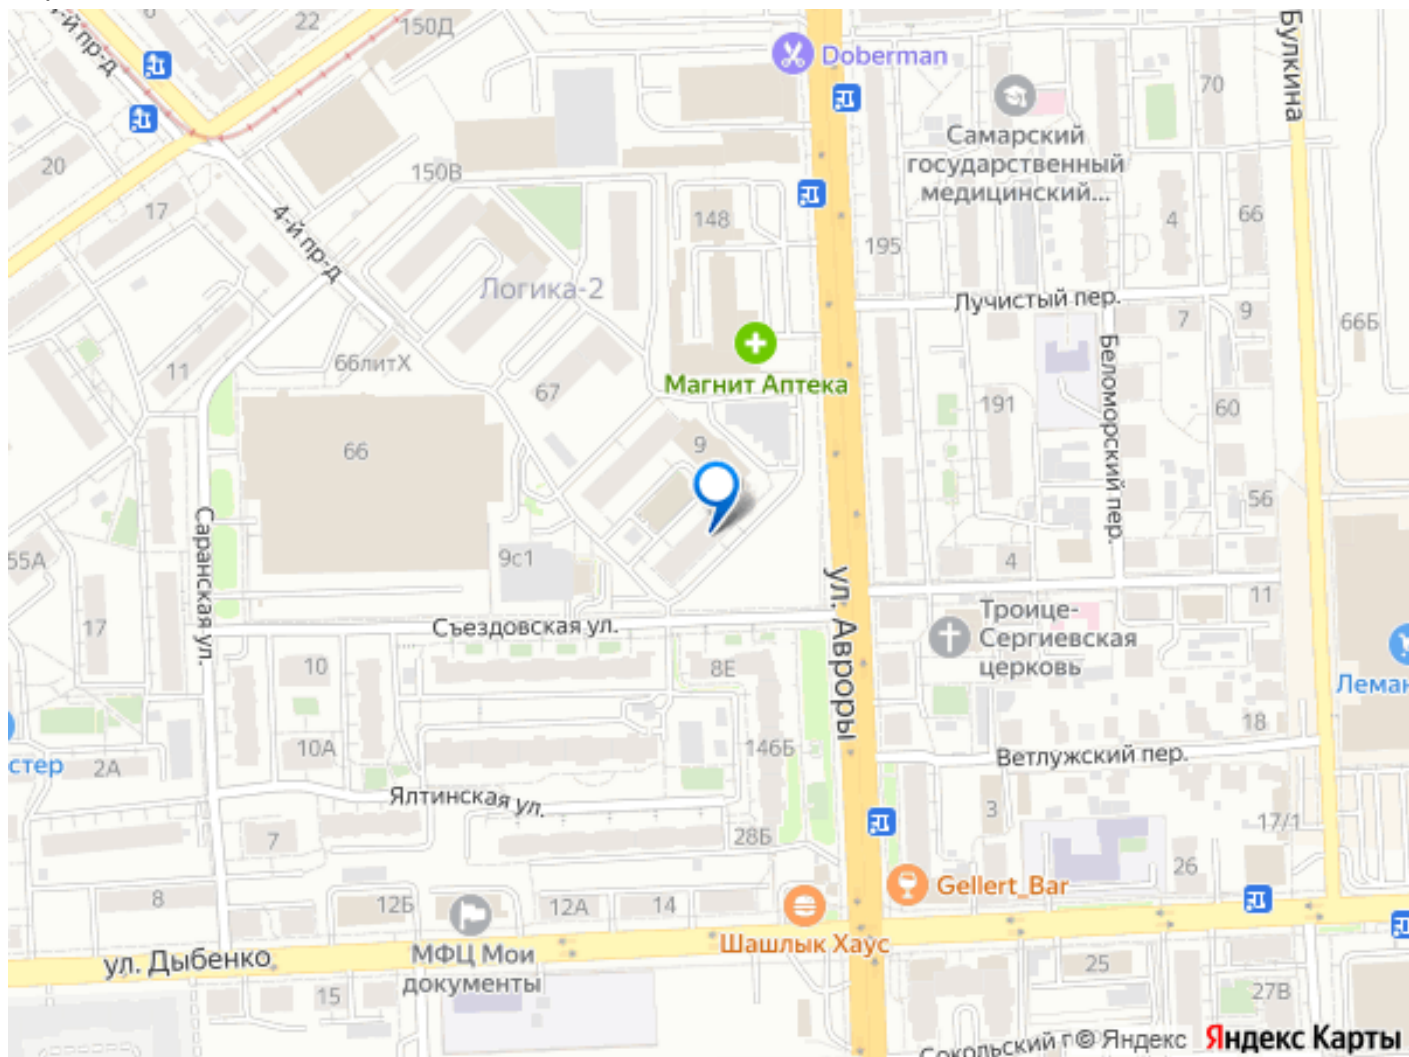 22
150Д
Doberman
Булкина
й пр-д
70
Самарский
государственный
медицинский...
20
150В
17
4-й пр-д
148
4
66
195
Логика-2
Лучистый пер.
7
9
66Б
66литХ
11
67
Магнит Аптека
Беломорский пер.
191
60
66
9
56
Саранская ул.
55А
9с1
4
ул. Авроры
11
17
Съездовская ул.
Троице-
Сергиевская
церковь
10
8Е
Леман
18
10А
146Б
Ветлужский пер.
стер
2А
Ялтинская ул.
3
7
28Б
17/1
26
Gellert_Bar
8
12Б
12А
14
Шашлык Хаус
ул. Дыбенко
МФЦ Мои
документы
25
15
27В
Сокольский г
© Яндекс
Яндекс Карты